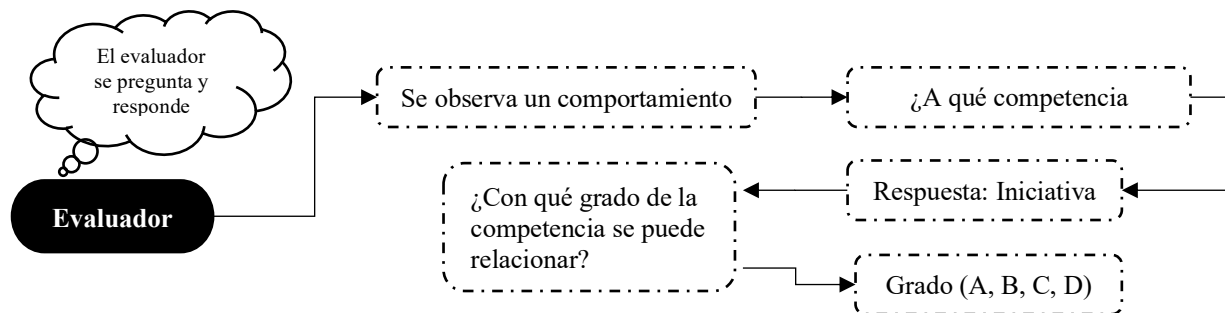 El evaluador
se pregunta y
responde
Evaluador
Se observa un comportamiento
¿A qué competencia
Respuesta: Iniciativa
¿Con qué grado de la
competencia se puede
relacionar?
Grado (A, B, C, D)